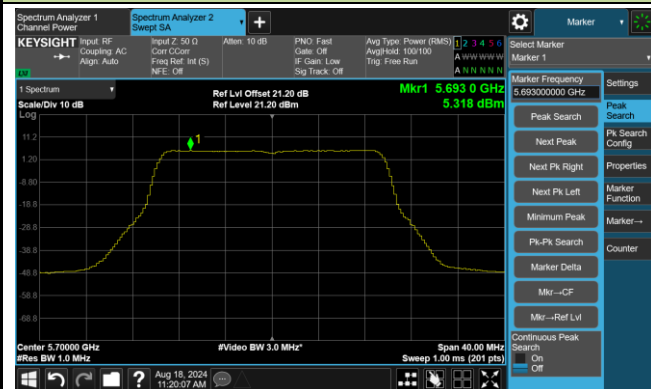 Spectrum Analyzer 1
Channel Power
Spectrum Analyzer 2
Swept SA
Marker
KEYSIGHT
Input: RF
Coupling: AC
Align: Auto
Input Z: 50 Ω
Corr CCorr
Freq Ref: Int (S)
NFE: Off
Atten: 10 dB
PNO: Fast
Gate: Off
IF Gain: Low
Sig Track: Off
Avg Type: Power (RMS)
Avg|Hold: 100/100
Trig: Free Run
1 2 3 4 5 6
A W W W W W
A N N N N N
LXI
Select Marker
Marker 1
1 Spectrum
Scale/Div 10 dB
Log
Ref Lvl Offset 21.20 dB
Ref Level 21.20 dBm
Mkr1 5.693 0 GHz
5.318 dBm
11.2
1.20
-8.80
-18.8
-28.8
-38.8
-48.8
-58.8
-68.8
1
Center 5.70000 GHz
#Res BW 1.0 MHz
#Video BW 3.0 MHz*
Span 40.00 MHz
Sweep 1.00 ms (201 pts)
Marker Frequency
5.693000000 GHz
Peak Search
Next Peak
Next Pk Right
Next Pk Left
Minimum Peak
Pk-Pk Search
Marker Delta
Mkr→CF
Mkr→Ref Lvl
Continuous Peak
Search
On
Off
Settings
Peak
Search
Pk Search
Config
Properties
Marker
Function
Marker→
Counter
?
Aug 18, 2024
11:20:07 AM